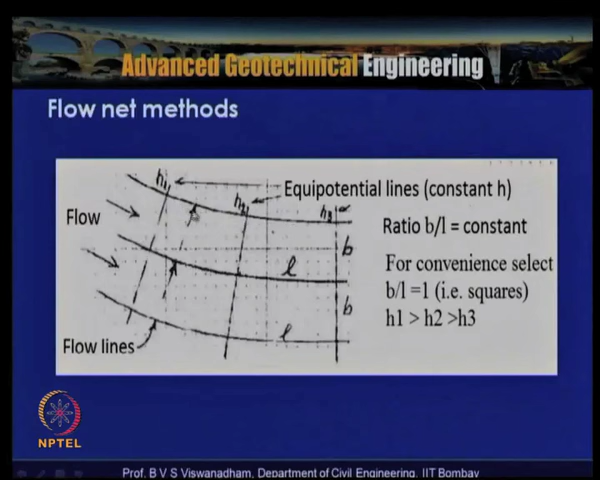 Advanced Geotechnical Engineering
Flow net methods
h1
h2
h3
Equipotential lines (constant h)
Flow
Ratio b/l = constant
b
For convenience select
l
b/l =1 (i.e. squares)
b
h1 > h2 >h3
l
Flow lines
NPTEL
Prof. B V S Viswanadham, Department of Civil Engineering, IIT Bombay